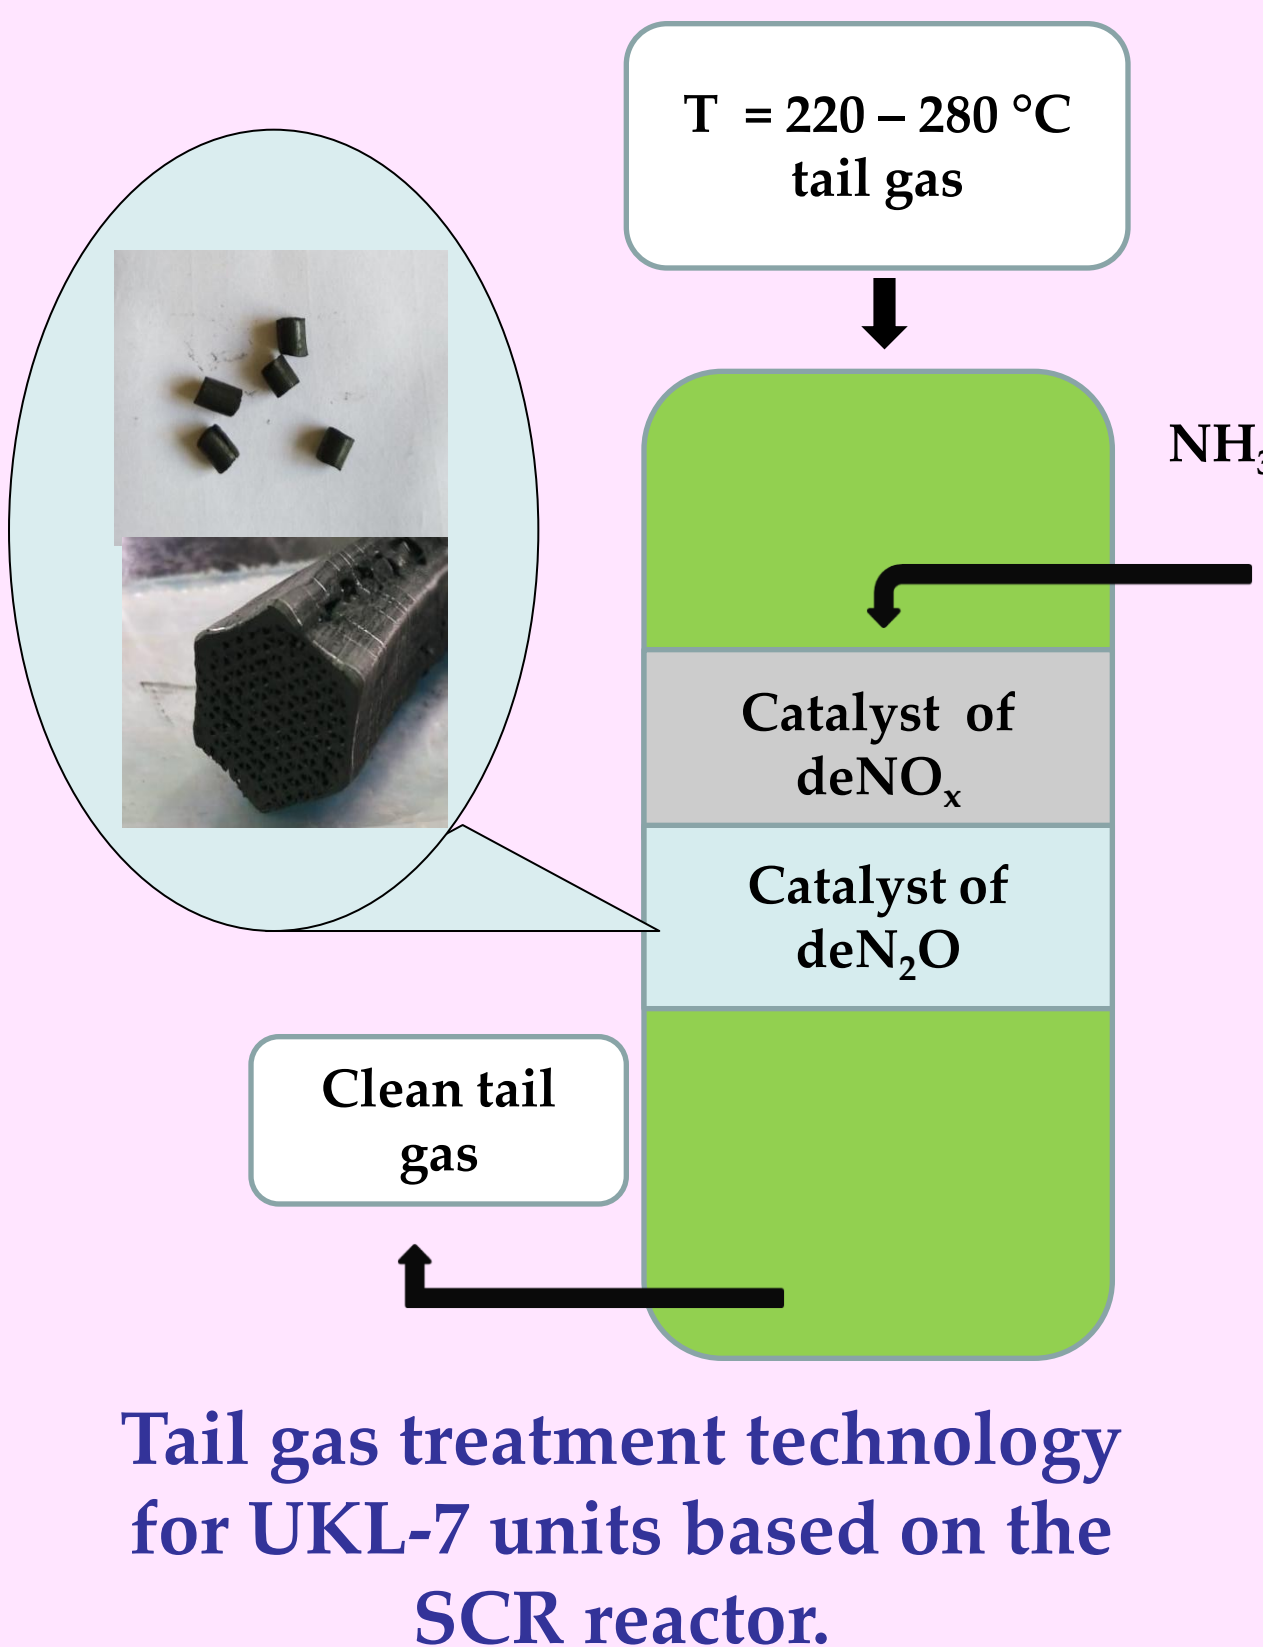 T = 220 – 280 °C
tail gas
NH₃
Catalyst of
deNOₓ
Catalyst of
deN₂O
Clean tail
gas
Tail gas treatment technology
for UKL-7 units based on the
SCR reactor.